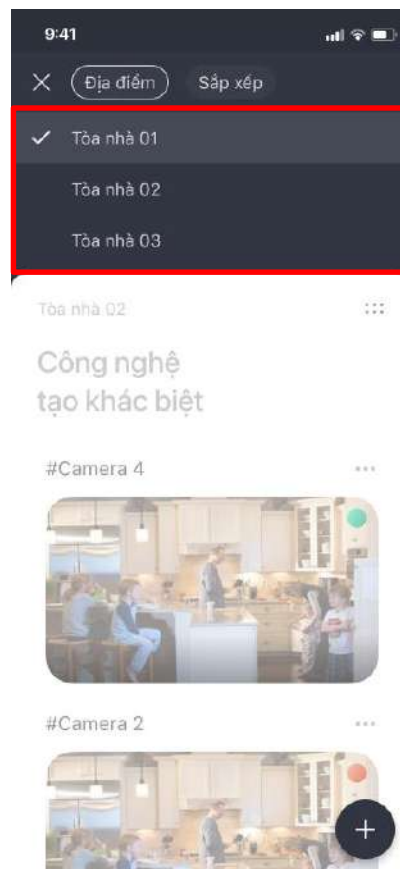 9:41
Địa điểm Sắp xếp
Tòa nhà 01
Tòa nhà 02
Tòa nhà 03
Tòa nhà 02
Công nghệ
tạo khác biệt
#Camera 4
#Camera 2